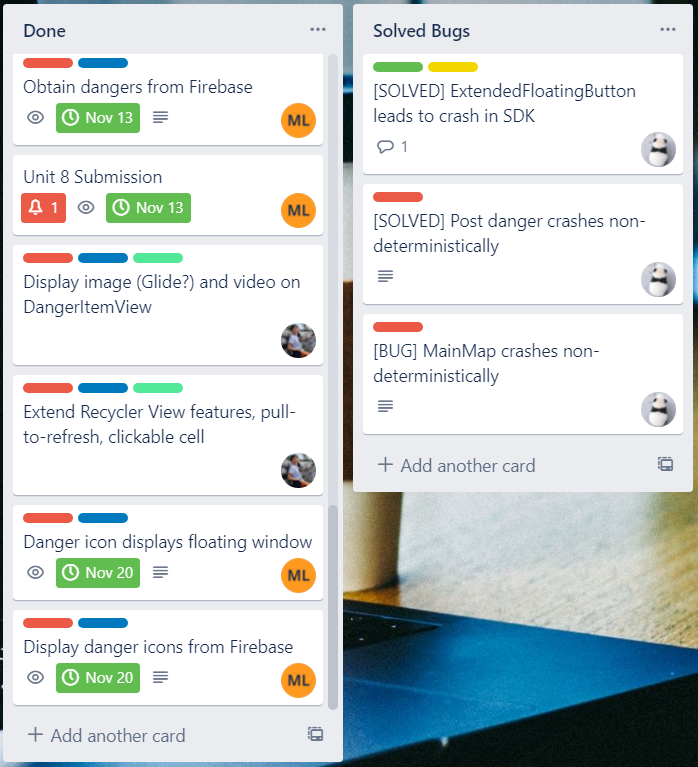 Done
Obtain dangers from Firebase
Nov 13
ML
Unit 8 Submission
1
Nov 13
ML
Display image (Glide?) and video on
DangerItemView
Extend Recycler View features, pull-
to-refresh, clickable cell
Danger icon displays floating window
Nov 20
ML
Display danger icons from Firebase
Nov 20
ML
+ Add another card
Solved Bugs
[SOLVED] ExtendedFloatingButton
leads to crash in SDK
1
[SOLVED] Post danger crashes non-
deterministically
[BUG] MainMap crashes non-
deterministically
+ Add another card